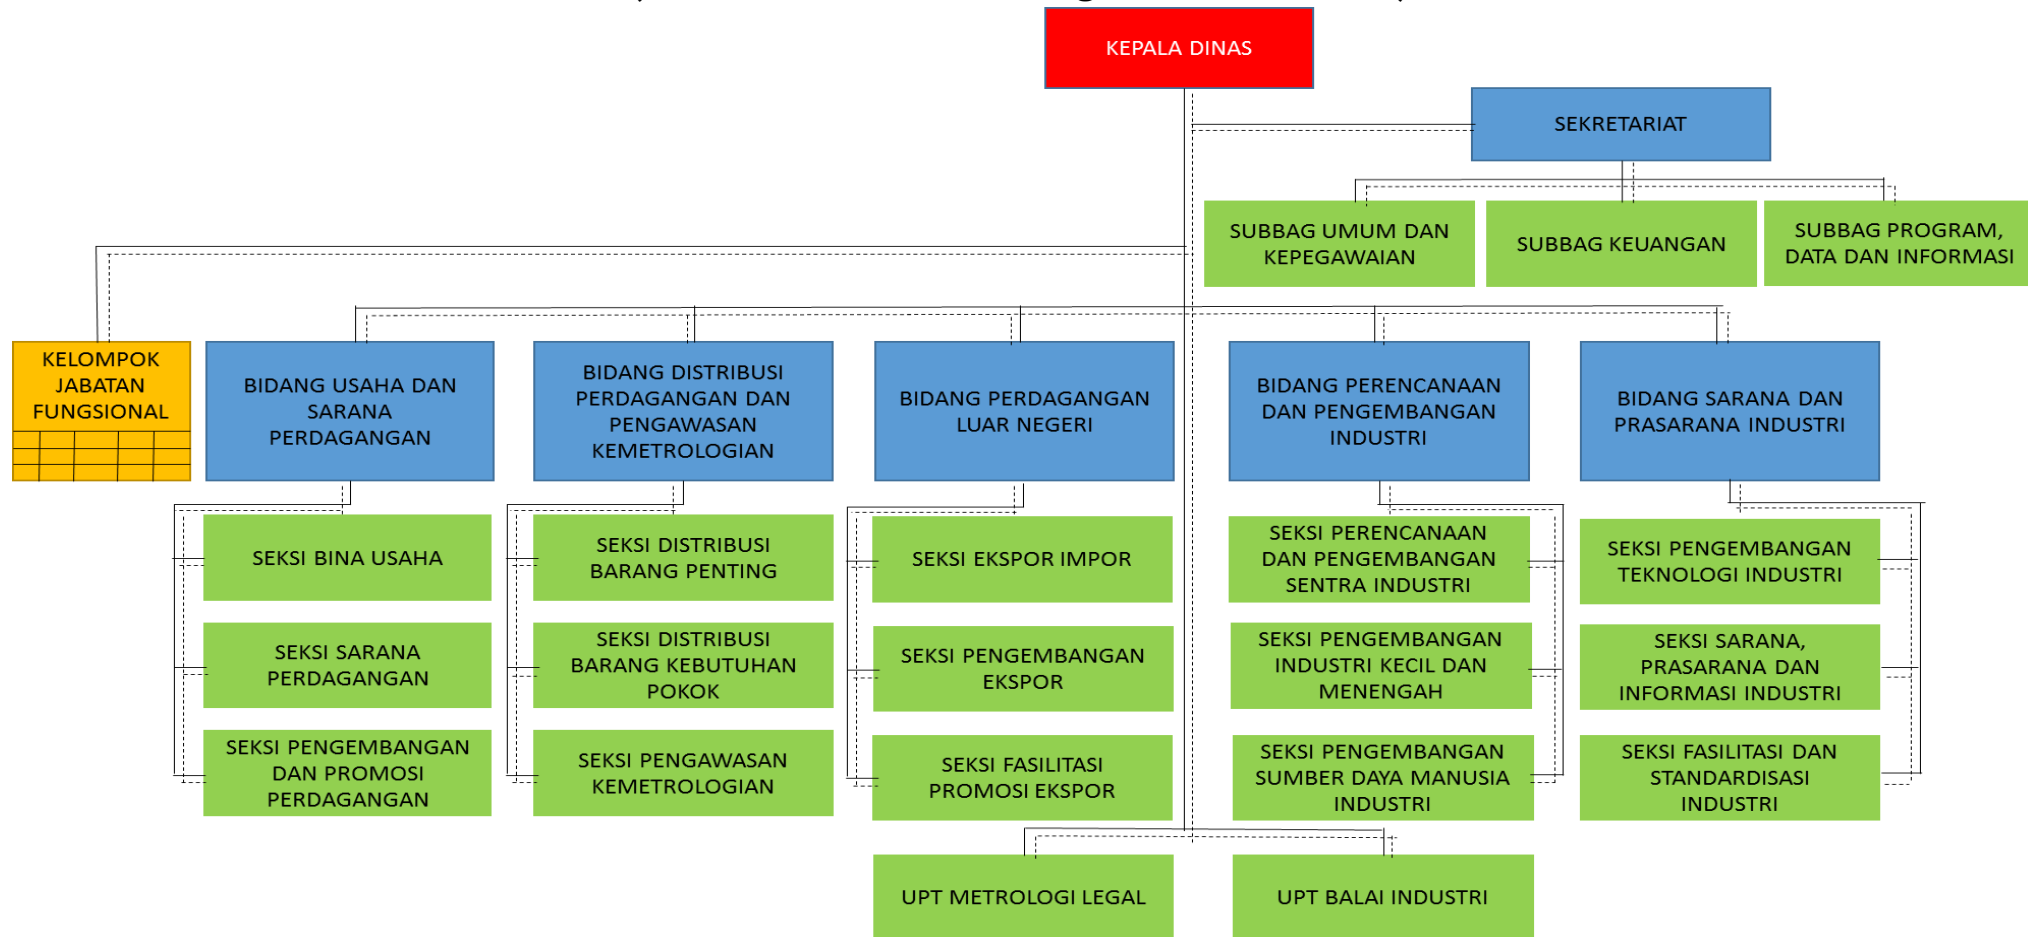 KEPALA DINAS
SEKRETARIAT
SUBBAG UMUM DAN
KEPEGAWAIAN
SUBBAG KEUANGAN
SUBBAG PROGRAM,
DATA DAN INFORMASI
KELOMPOK
JABATAN
FUNGSIONAL
BIDANG USAHA DAN
SARANA
PERDAGANGAN
BIDANG DISTRIBUSI
PERDAGANGAN DAN
PENGAWASAN
KEMETROLOGIAN
BIDANG PERDAGANGAN
LUAR NEGERI
BIDANG PERENCANAAN
DAN PENGEMBANGAN
INDUSTRI
BIDANG SARANA DAN
PRASARANA INDUSTRI
SEKSI BINA USAHA
SEKSI DISTRIBUSI
BARANG PENTING
SEKSI EKSPOR IMPOR
SEKSI PERENCANAAN
DAN PENGEMBANGAN
SENTRA INDUSTRI
SEKSI PENGEMBANGAN
TEKNOLOGI INDUSTRI
SEKSI SARANA
PERDAGANGAN
SEKSI DISTRIBUSI
BARANG KEBUTUHAN
POKOK
SEKSI PENGEMBANGAN
EKSPOR
SEKSI PENGEMBANGAN
INDUSTRI KECIL DAN
MENENGAH
SEKSI SARANA,
PRASARANA DAN
INFORMASI INDUSTRI
SEKSI PENGEMBANGAN
DAN PROMOSI
PERDAGANGAN
SEKSI PENGAWASAN
KEMETROLOGIAN
SEKSI FASILITASI
PROMOSI EKSPOR
SEKSI PENGEMBANGAN
SUMBER DAYA MANUSIA
INDUSTRI
SEKSI FASILITASI DAN
STANDARDISASI
INDUSTRI
UPT METROLOGI LEGAL
UPT BALAI INDUSTRI